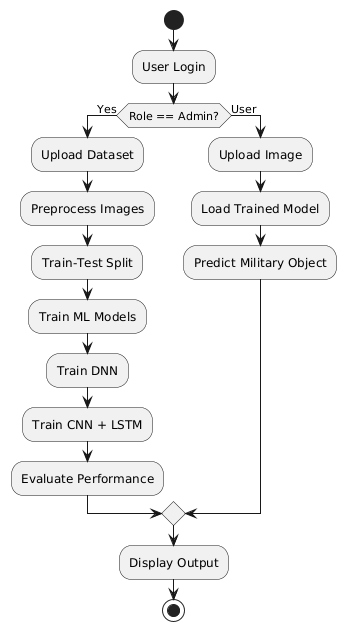 User Login
Role == Admin?
Yes
User
Upload Dataset
Preprocess Images
Train-Test Split
Train ML Models
Train DNN
Train CNN + LSTM
Evaluate Performance
Upload Image
Load Trained Model
Predict Military Object
Display Output